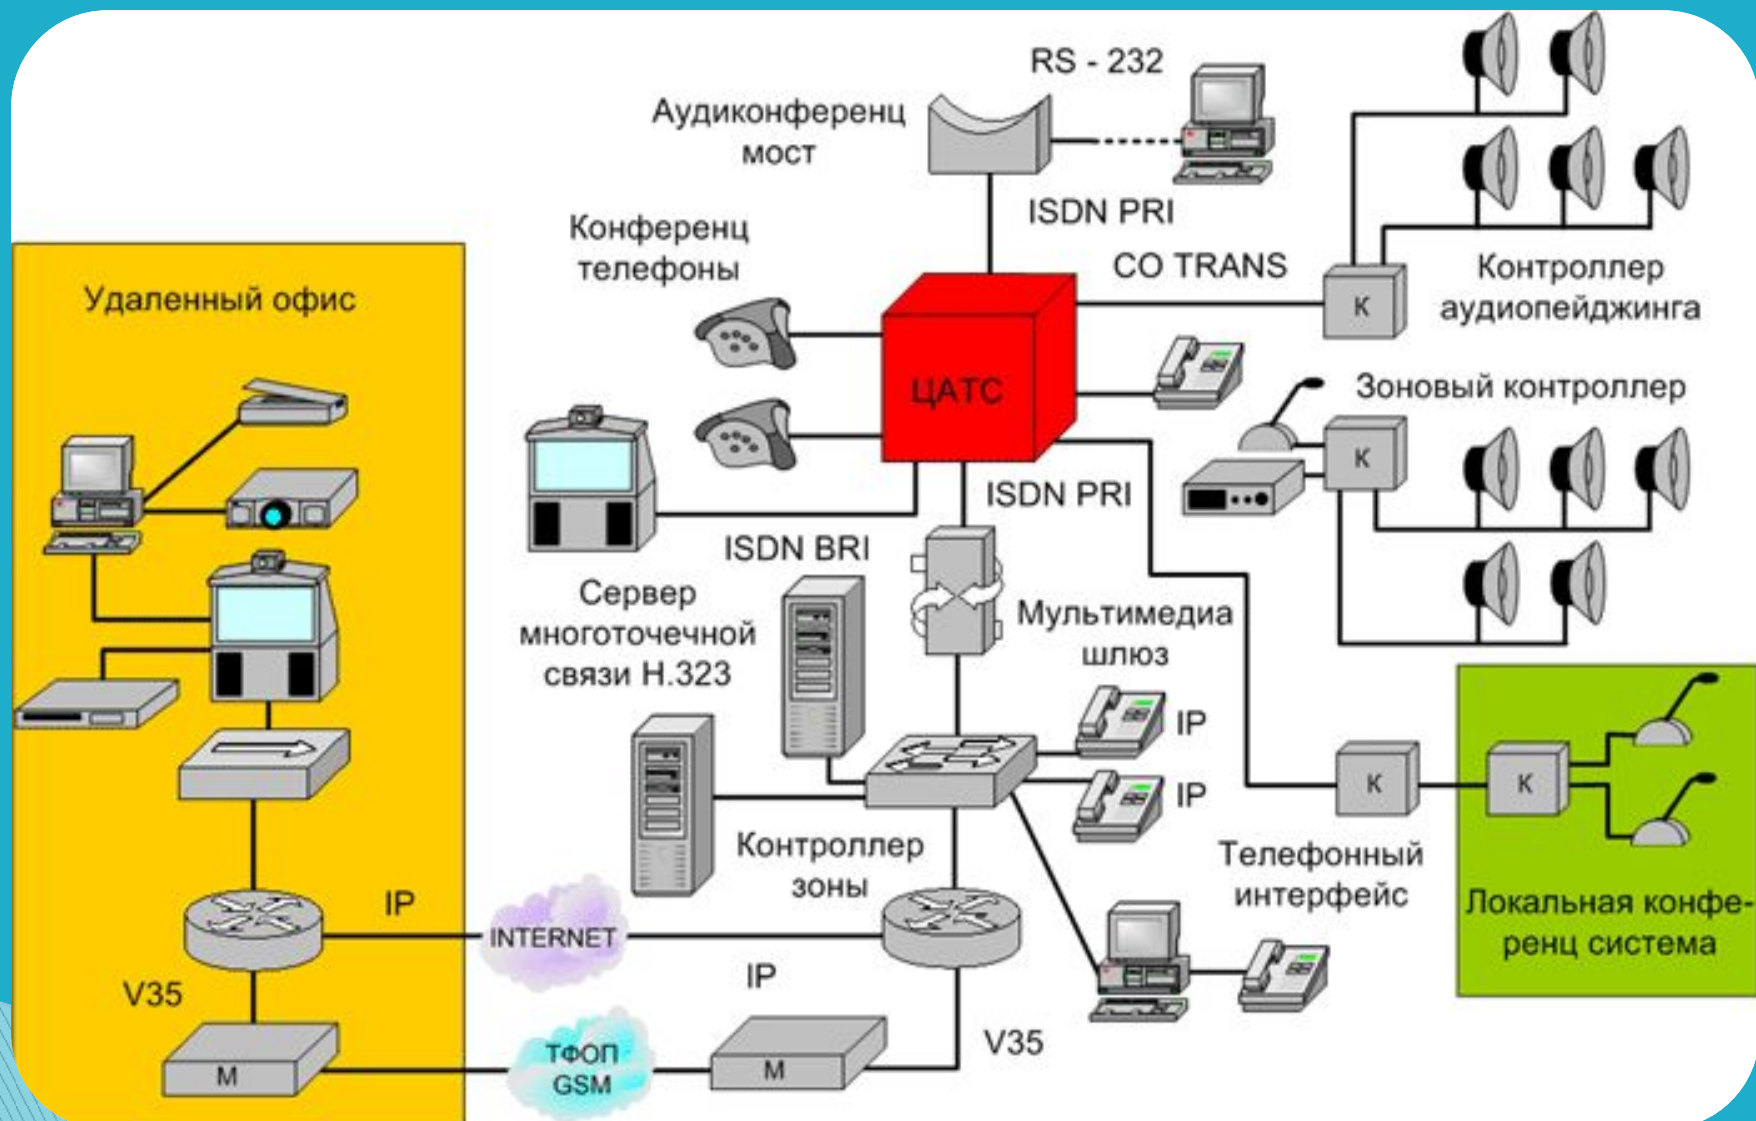 RS - 232
Аудиконференц
мост
ISDN PRI
Конференц
телефоны
CO TRANS
К
Контроллер
аудиопейджинга
Удаленный офис
ЦАТС
Зоновый контроллер
К
ISDN PRI
ISDN BRI
Сервер
многоточечной
связи Н.323
Мультимедиа
шлюз
IP
IP
К
К
Контроллер
зоны
Телефонный
интерфейс
Локальная конфе-
ренц система
IP
INTERNET
IP
V35
V35
ТФОП
GSM
М
М